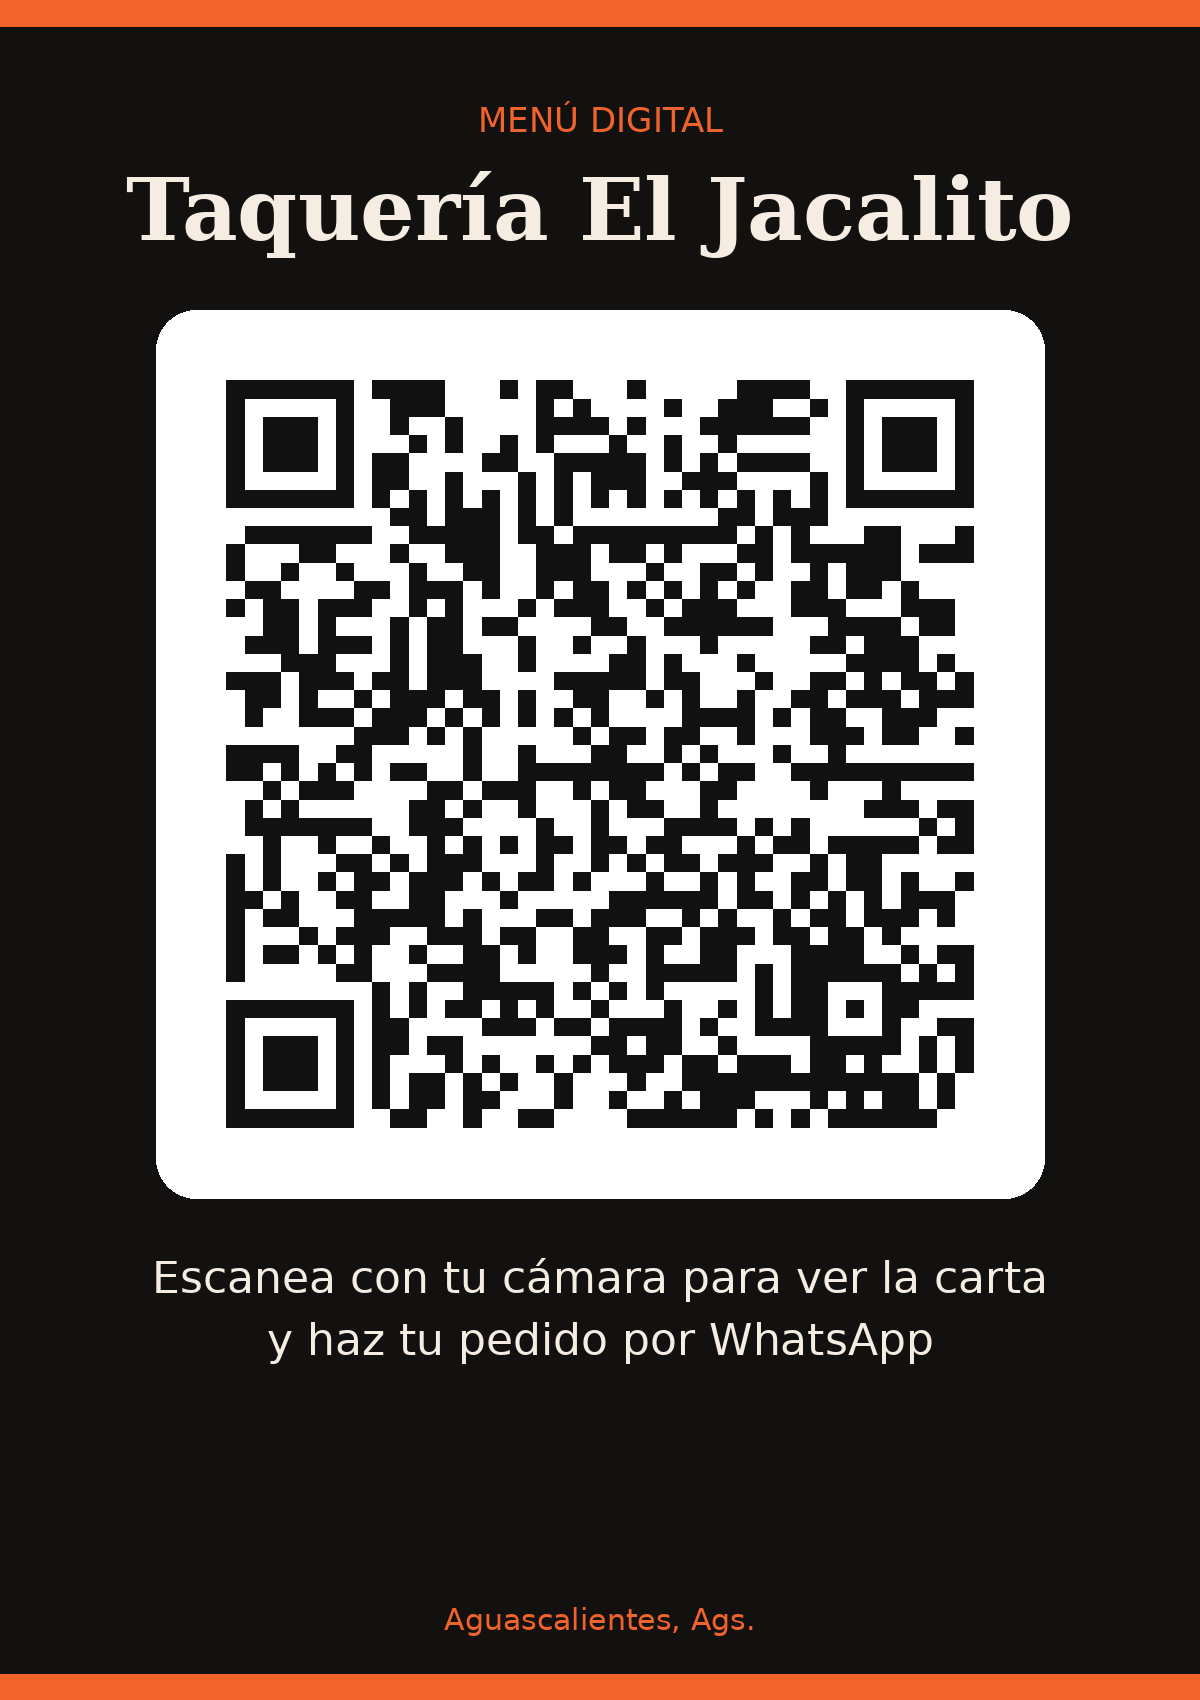 MENÚ DIGITAL
Taquería El Jacalito
Escanea con tu cámara para ver la carta
y haz tu pedido por WhatsApp
Aguascalientes, Ags.